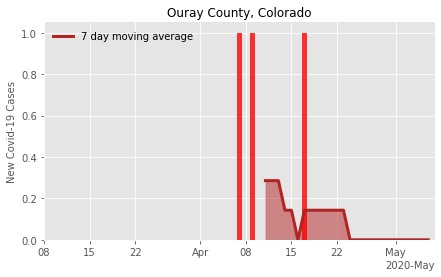 Ouray County, Colorado
7 day moving average
New Covid-19 Cases
1.0
0.8
0.6
0.4
0.2
0.0
08 15 22 Apr 08 15 22 May
2020-May